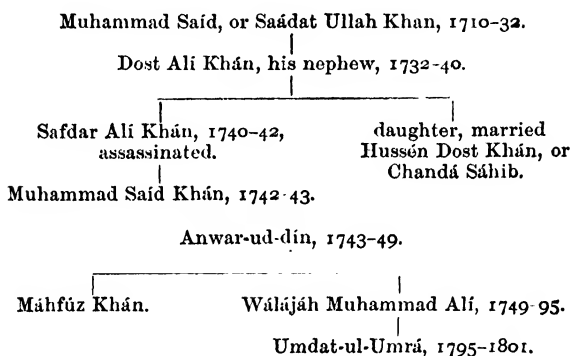 Muhammad Saíd, or Saádat Ullah Khan, 1710-32.
Dost Alí Khán, his nephew, 1732-40.
Safdar Alí Khán, 1740-42,
assassinated.
daughter, married
Hussén Dost Khán, or
Chandá Sáhib.
Muhammad Saíd Khán, 1742-43.
Anwar-ud-dín, 1743-49.
Máhfúz Khán.
Wálájáh Muhammad Alí, 1749-95.
Umdat-ul-Umrá, 1795-1801.